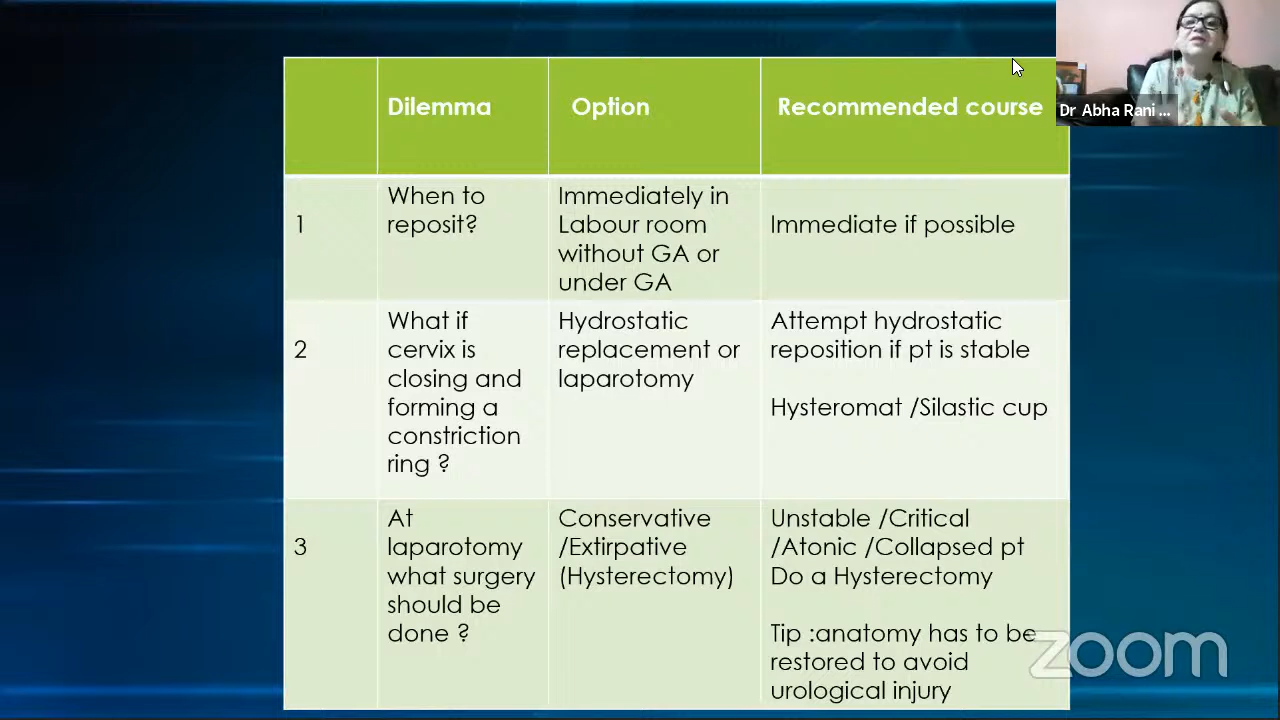 Dilemma
Option
Recommended course
1
When to
reposit?
Immediately in
Labour room
without GA or
under GA
Immediate if possible
2
What if
cervix is
closing and
forming a
constriction
ring ?
Hydrostatic
replacement or
laparotomy
Attempt hydrostatic
reposition if pt is stable
Hysteromat /Silastic cup
3
At
laparotomy
what surgery
should be
done ?
Conservative
/Extirpative
(Hysterectomy)
Unstable /Critical
/Atonic /Collapsed pt
Do a Hysterectomy
Tip :anatomy has to be
restored to avoid
urological injury
Dr Abha Rani ...
zoom